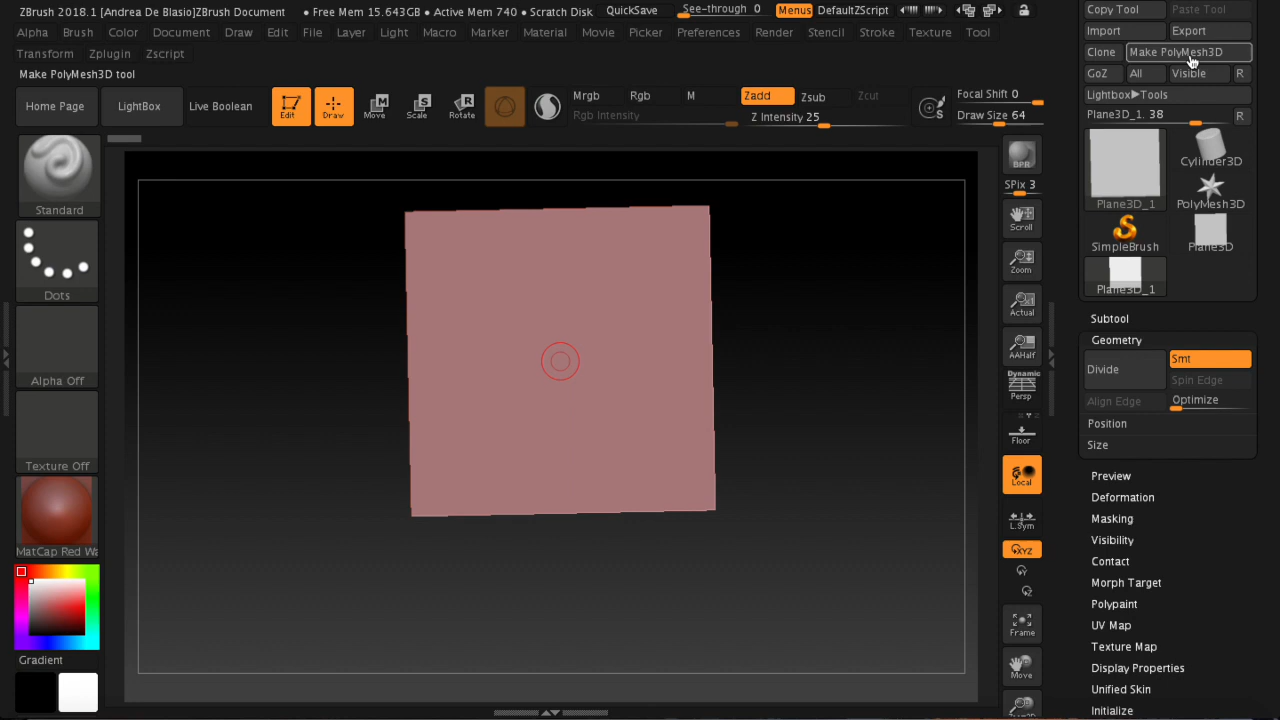 ZBrush 2018.1 [Andrea De Blasio]ZBrush Document
• Free Mem 15.643GB • Active Mem 740 • Scratch Disk
QuickSave
See-through 0
Menus
DefaultZScript
Alpha Brush Color Document Draw Edit File Layer Light Macro Marker Material Movie Picker Preferences Render Stencil Stroke Texture Tool
Transform Zplugin Zscript
Make PolyMesh3D tool
Home Page
LightBox
Live Boolean
Edit
Draw
Move
Scale
Rotate
Mrgb Rgb M
Rgb Intensity
Zadd Zsub Zcut
Z Intensity 25
S
Focal Shift 0
Draw Size 64
Standard
Dots
Alpha Off
Texture Off
MatCap Red Wa
Gradient
BPR
SPix 3
Scroll
Zoom
Actual
AAHalf
Dynamic
Persp
Floor
Local
L.Sym
XYZ
Y
Z
Frame
Move
Copy Tool Paste Tool
Import Export
Clone Make PolyMesh3D
GoZ All Visible R
Lightbox▶Tools
Plane3D_1. 38 R
Plane3D_1
Cylinder3D
PolyMesh3D
SimpleBrush
Plane3D
Plane3D_1
Subtool
Geometry
Divide
Smt
Spin Edge
Align Edge
Optimize
Position
Size
Preview
Deformation
Masking
Visibility
Contact
Morph Target
Polypaint
UV Map
Texture Map
Display Properties
Unified Skin
Initialize